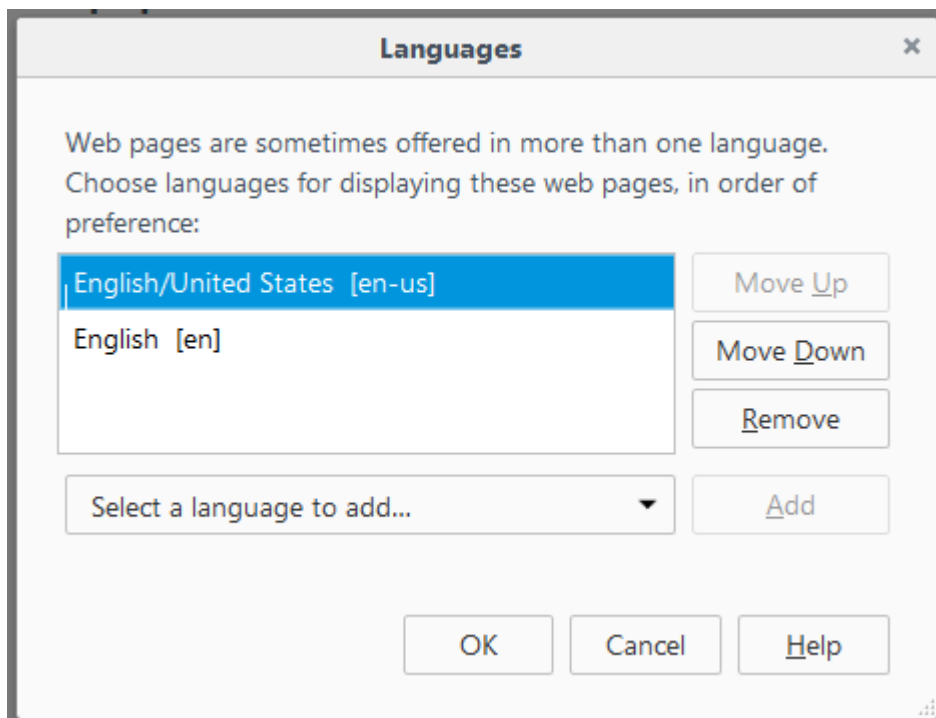 Languages
Web pages are sometimes offered in more than one language.
Choose languages for displaying these web pages, in order of
preference:
English/United States [en-us]
Move Up
English [en]
Move Down
Remove
Select a language to add...
Add
OK
Cancel
Help